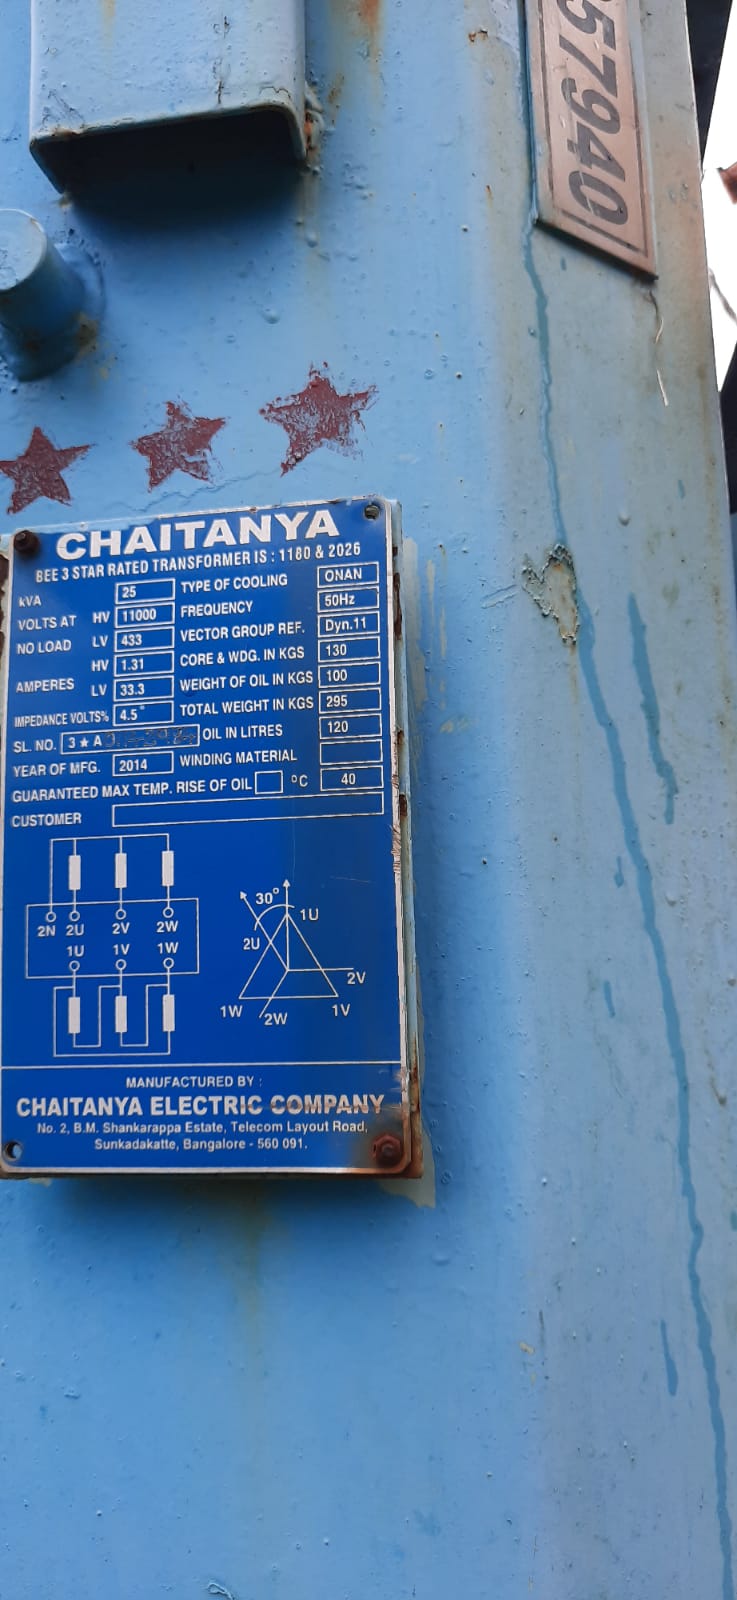 57940
CHAITANYA
BEE 3 STAR RATED TRANSFORMER IS : 1180 & 2026
kVA 25 TYPE OF COOLING ONAN
VOLTS AT HV 11000 FREQUENCY 50Hz
NO LOAD LV 433 VECTOR GROUP REF. Dyn.11
HV 1.31 CORE & WDG. IN KGS 130
AMPERES LV 33.3 WEIGHT OF OIL IN KGS 100
IMPEDANCE VOLTS% 4.5 TOTAL WEIGHT IN KGS 295
SL. NO. 3 ★ A OIL IN LITRES 120
YEAR OF MFG. 2014 WINDING MATERIAL
GUARANTEED MAX TEMP. RISE OF OIL °C 40
CUSTOMER
30°
1U
2U
2N 2U 2V 2W
1U 1V 1W
2V
1W 2W 1V
MANUFACTURED BY :
CHAITANYA ELECTRIC COMPANY
No. 2, B.M. Shankarappa Estate, Telecom Layout Road,
Sunkadakatte, Bangalore - 560 091.